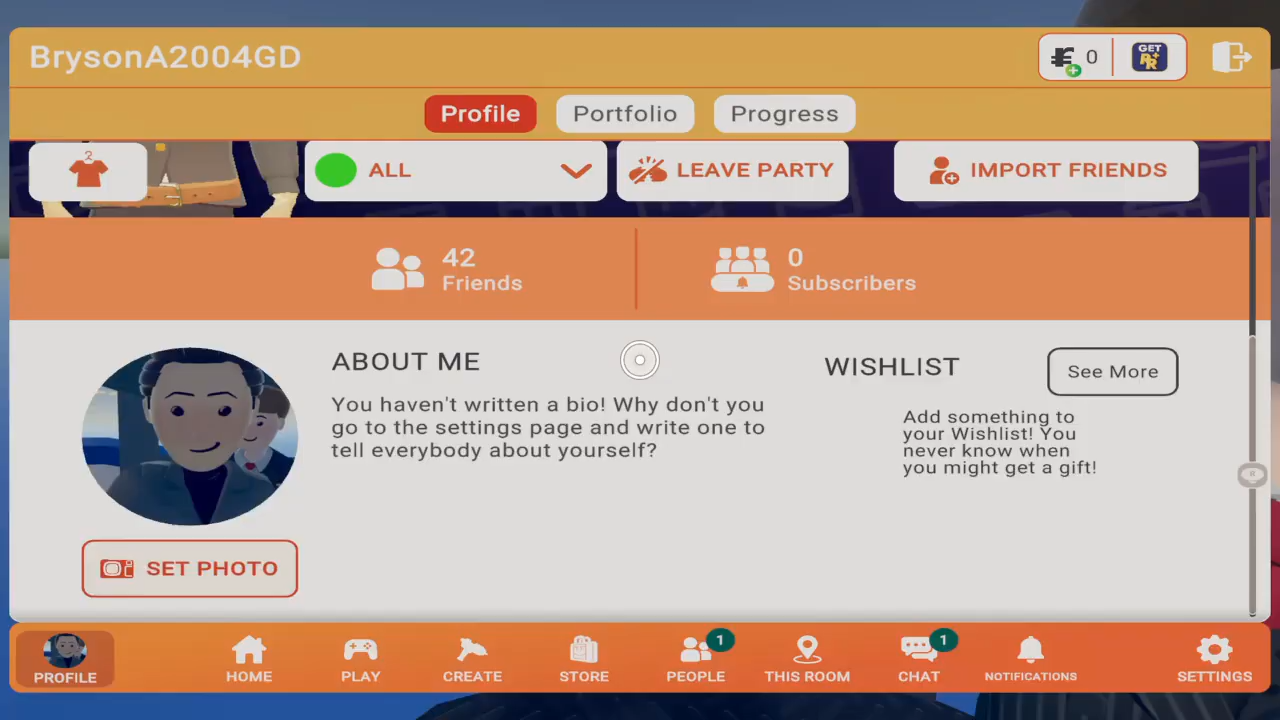 BrysonA2004GD
0
GET
RR+
Profile
Portfolio
Progress
2
ALL
LEAVE PARTY
IMPORT FRIENDS
42
Friends
0
Subscribers
ABOUT ME
You haven't written a bio! Why don't you
go to the settings page and write one to
tell everybody about yourself?
WISHLIST
See More
Add something to
your Wishlist! You
never know when
you might get a gift!
SET PHOTO
PROFILE
HOME
PLAY
CREATE
STORE
1
PEOPLE
THIS ROOM
1
CHAT
NOTIFICATIONS
SETTINGS